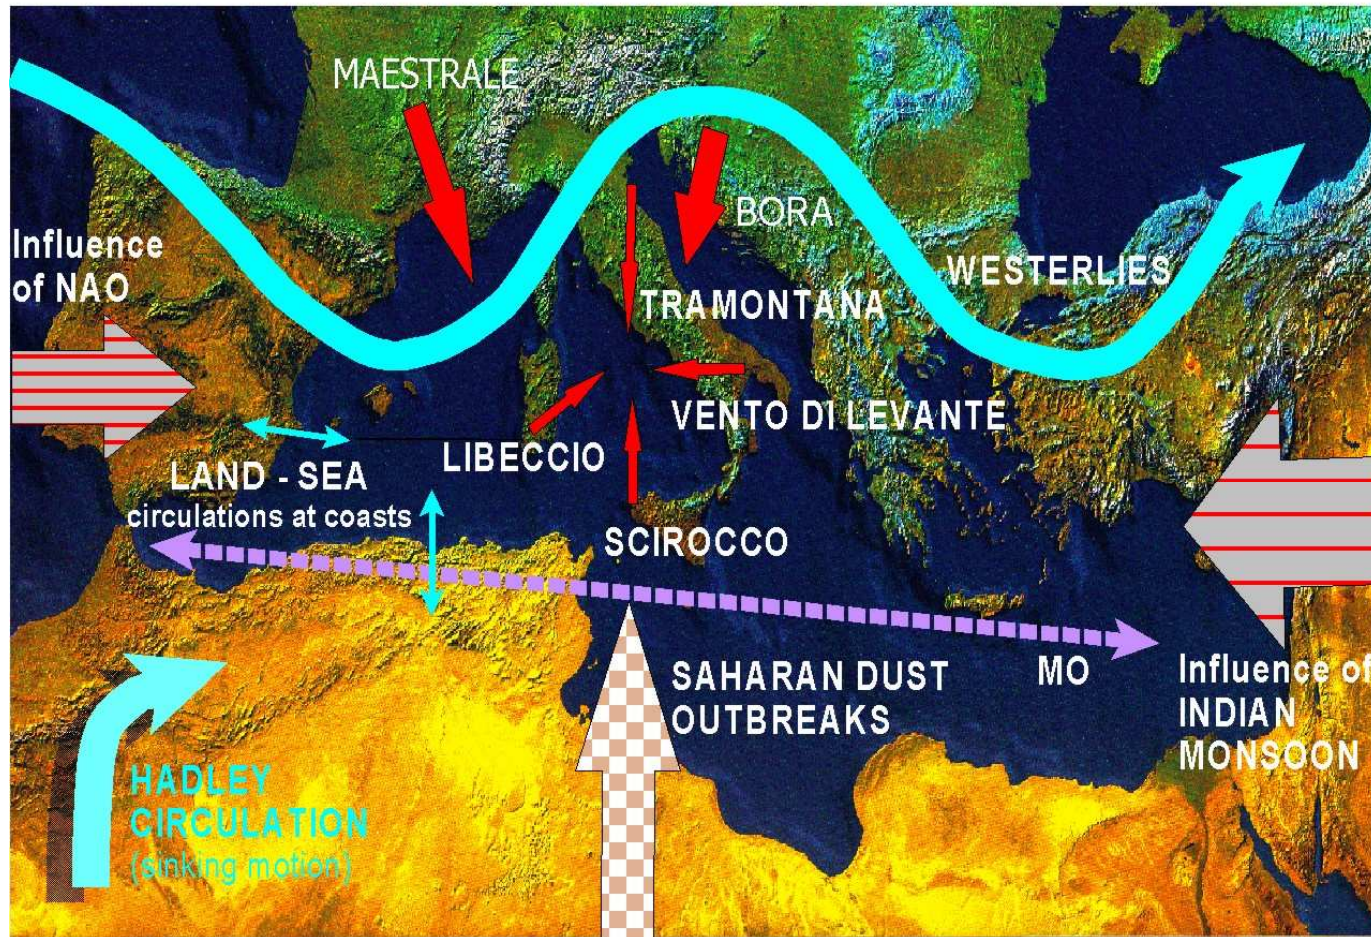 MAESTRALE
BORA
Influence
of NAO
WESTERLIES
TRAMONTANA
VENTO DI LEVANTE
LIBECCIO
LAND - SEA
circulations at coasts
SCIROCCO
SAHARAN DUST
OUTBREAKS
MO
Influence of
INDIAN
MONSOON
HADLEY
CIRCULATION
(sinking motion)